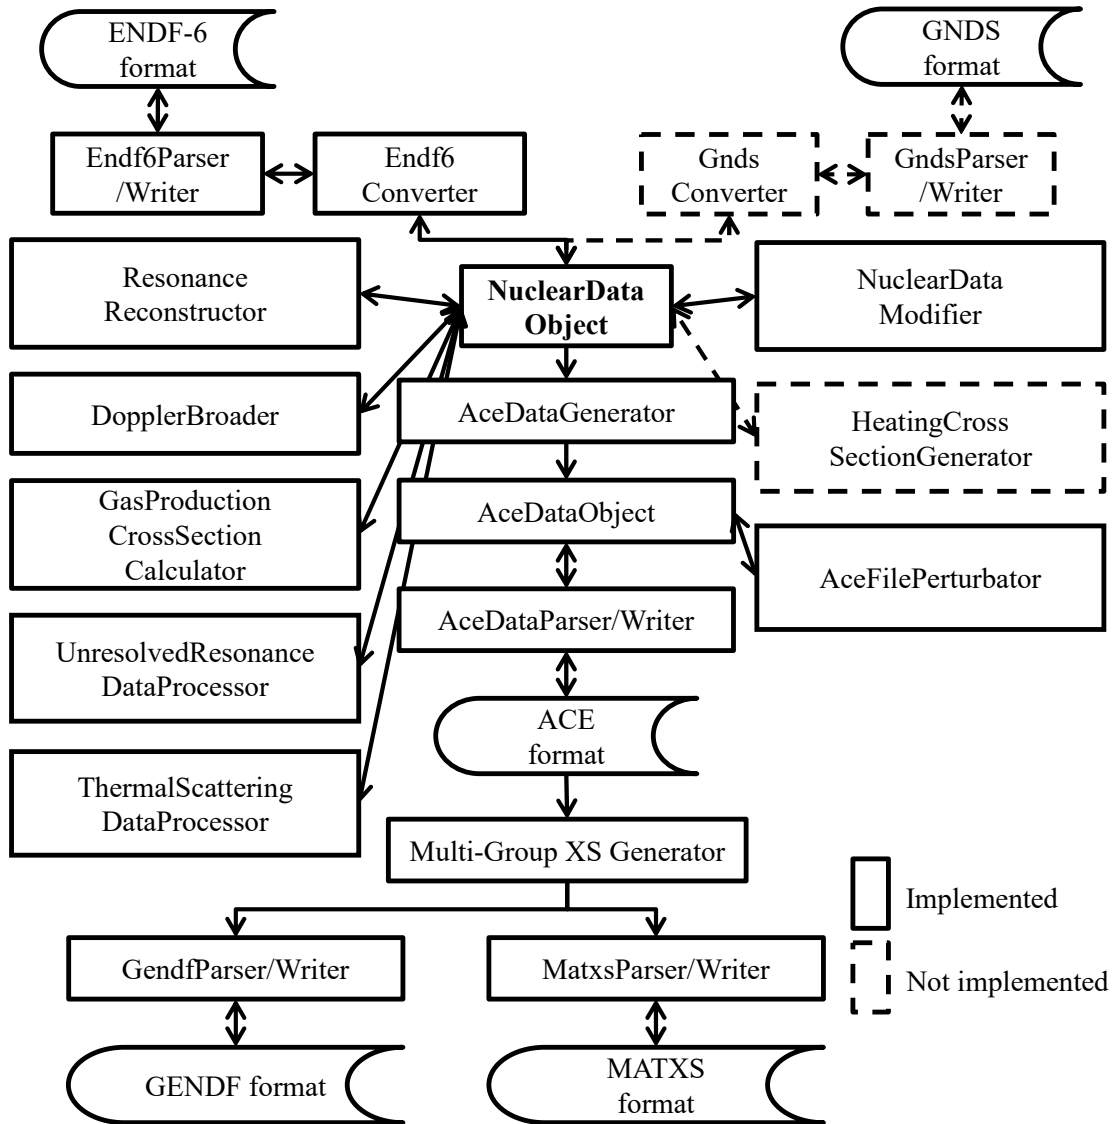 ENDF-6
format
GNDS
format
Endf6Parser
/Writer
Endf6
Converter
Gnds
Converter
GndsParser
/Writer
Resonance
Reconstructor
NuclearData
Object
NuclearData
Modifier
DopplerBroader
AceDataGenerator
HeatingCross
SectionGenerator
GasProduction
CrossSection
Calculator
AceDataObject
AceFilePerturbator
UnresolvedResonance
DataProcessor
AceDataParser/Writer
ACE
format
ThermalScattering
DataProcessor
Multi-Group XS Generator
Implemented
GendfParser/Writer
MatxsParser/Writer
Not implemented
GENDF format
MATXS
format